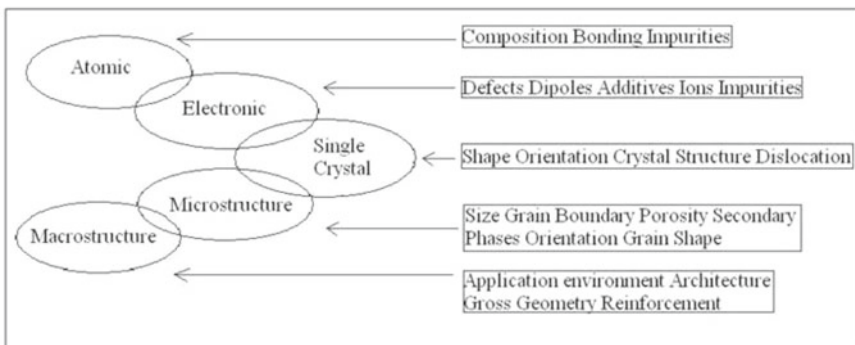 Atomic
Composition Bonding Impurities
Electronic
Defects Dipoles Additives Ions Impurities
Single
Crystal
Shape Orientation Crystal Structure Dislocation
Microstructure
Size Grain Boundary Porosity Secondary
Phases Orientation Grain Shape
Macrostructure
Application environment Architecture
Gross Geometry Reinforcement